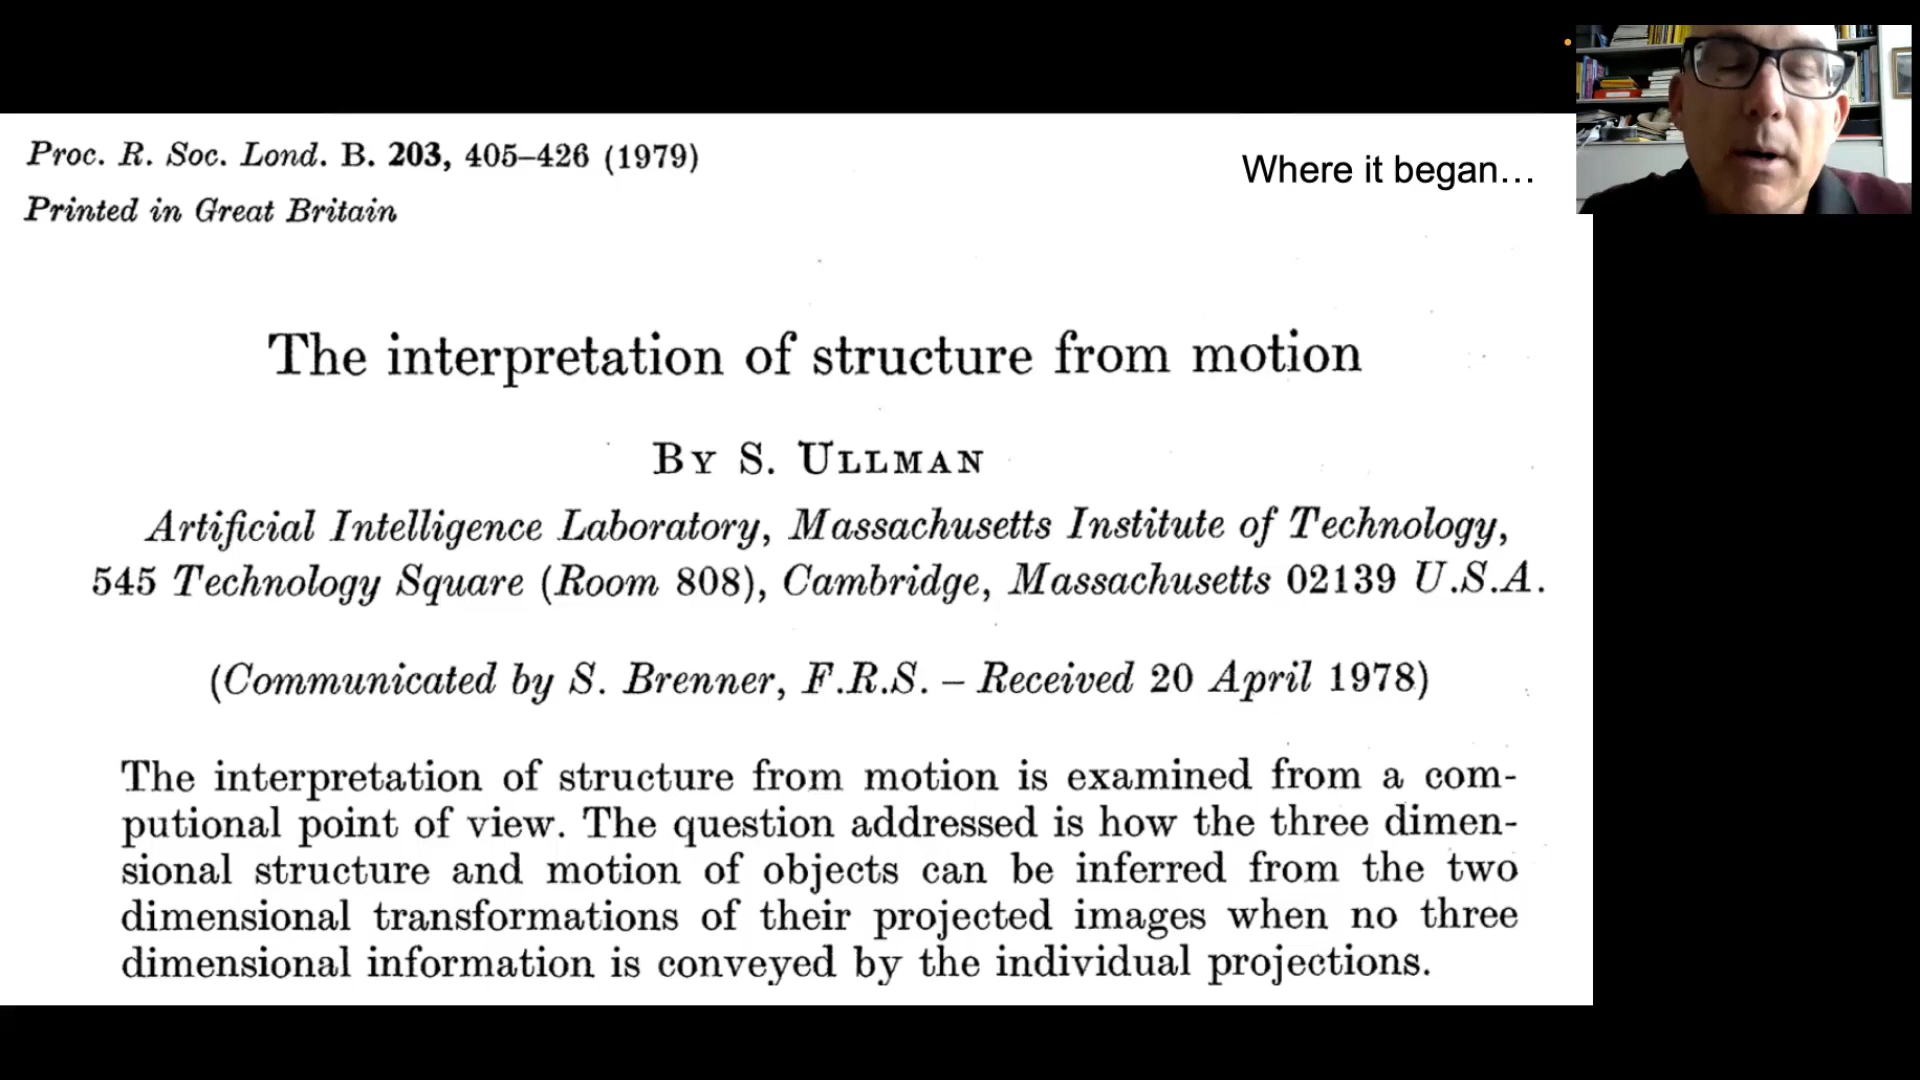 Proc. R. Soc. Lond. B. 203, 405–426 (1979)
Where it began…
Printed in Great Britain
The interpretation of structure from motion
By S. Ullman
Artificial Intelligence Laboratory, Massachusetts Institute of Technology,
545 Technology Square (Room 808), Cambridge, Massachusetts 02139 U.S.A.
(Communicated by S. Brenner, F.R.S. – Received 20 April 1978)
The interpretation of structure from motion is examined from a com-
putional point of view. The question addressed is how the three dimen-
sional structure and motion of objects can be inferred from the two
dimensional transformations of their projected images when no three
dimensional information is conveyed by the individual projections.